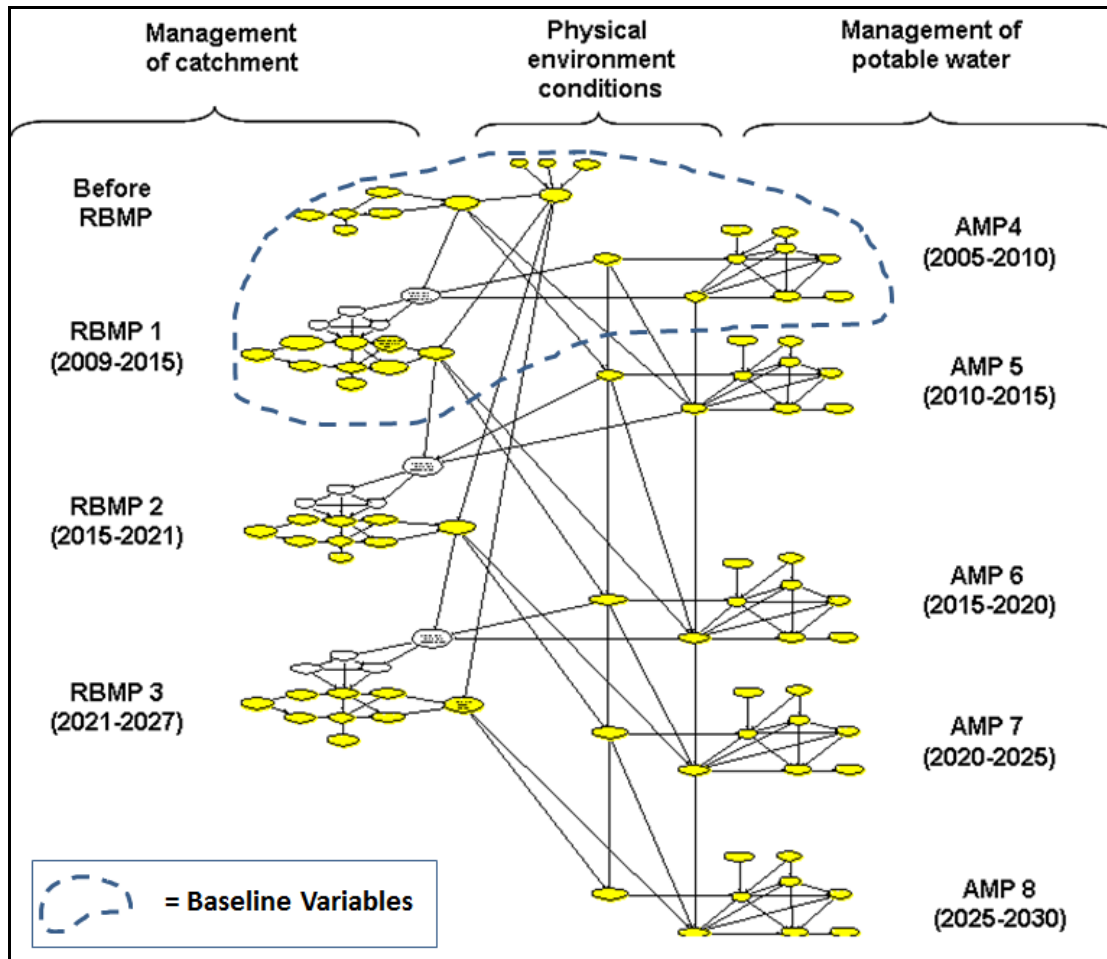 Management
of catchment
Physical
environment
conditions
Management of
potable water
Before
RBMP
AMP4
(2005-2010)
RBMP 1
(2009-2015)
AMP 5
(2010-2015)
RBMP 2
(2015-2021)
AMP 6
(2015-2020)
RBMP 3
(2021-2027)
AMP 7
(2020-2025)
AMP 8
(2025-2030)
= Baseline Variables